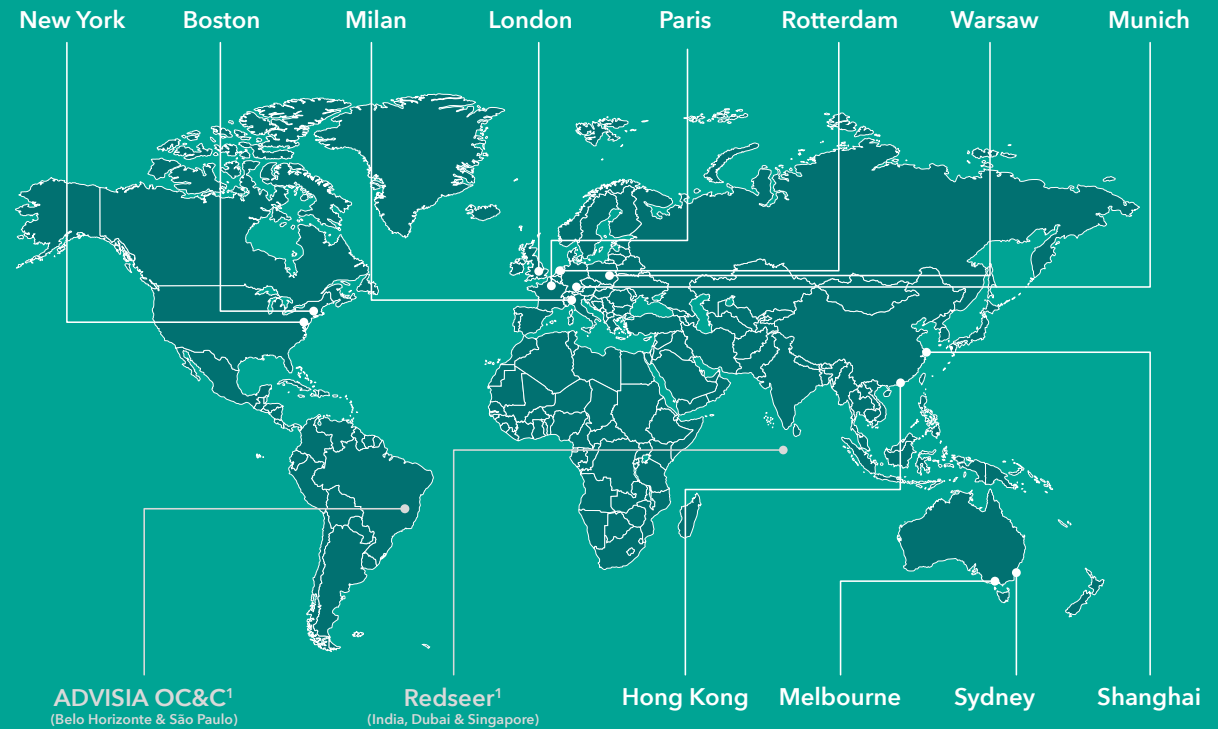 New York
Boston
Milan
London
Paris
Rotterdam
Warsaw
Munich
ADVISIA OC&C¹
(Belo Horizonte & São Paulo)
Redseer¹
(India, Dubai & Singapore)
Hong Kong
Melbourne
Sydney
Shanghai